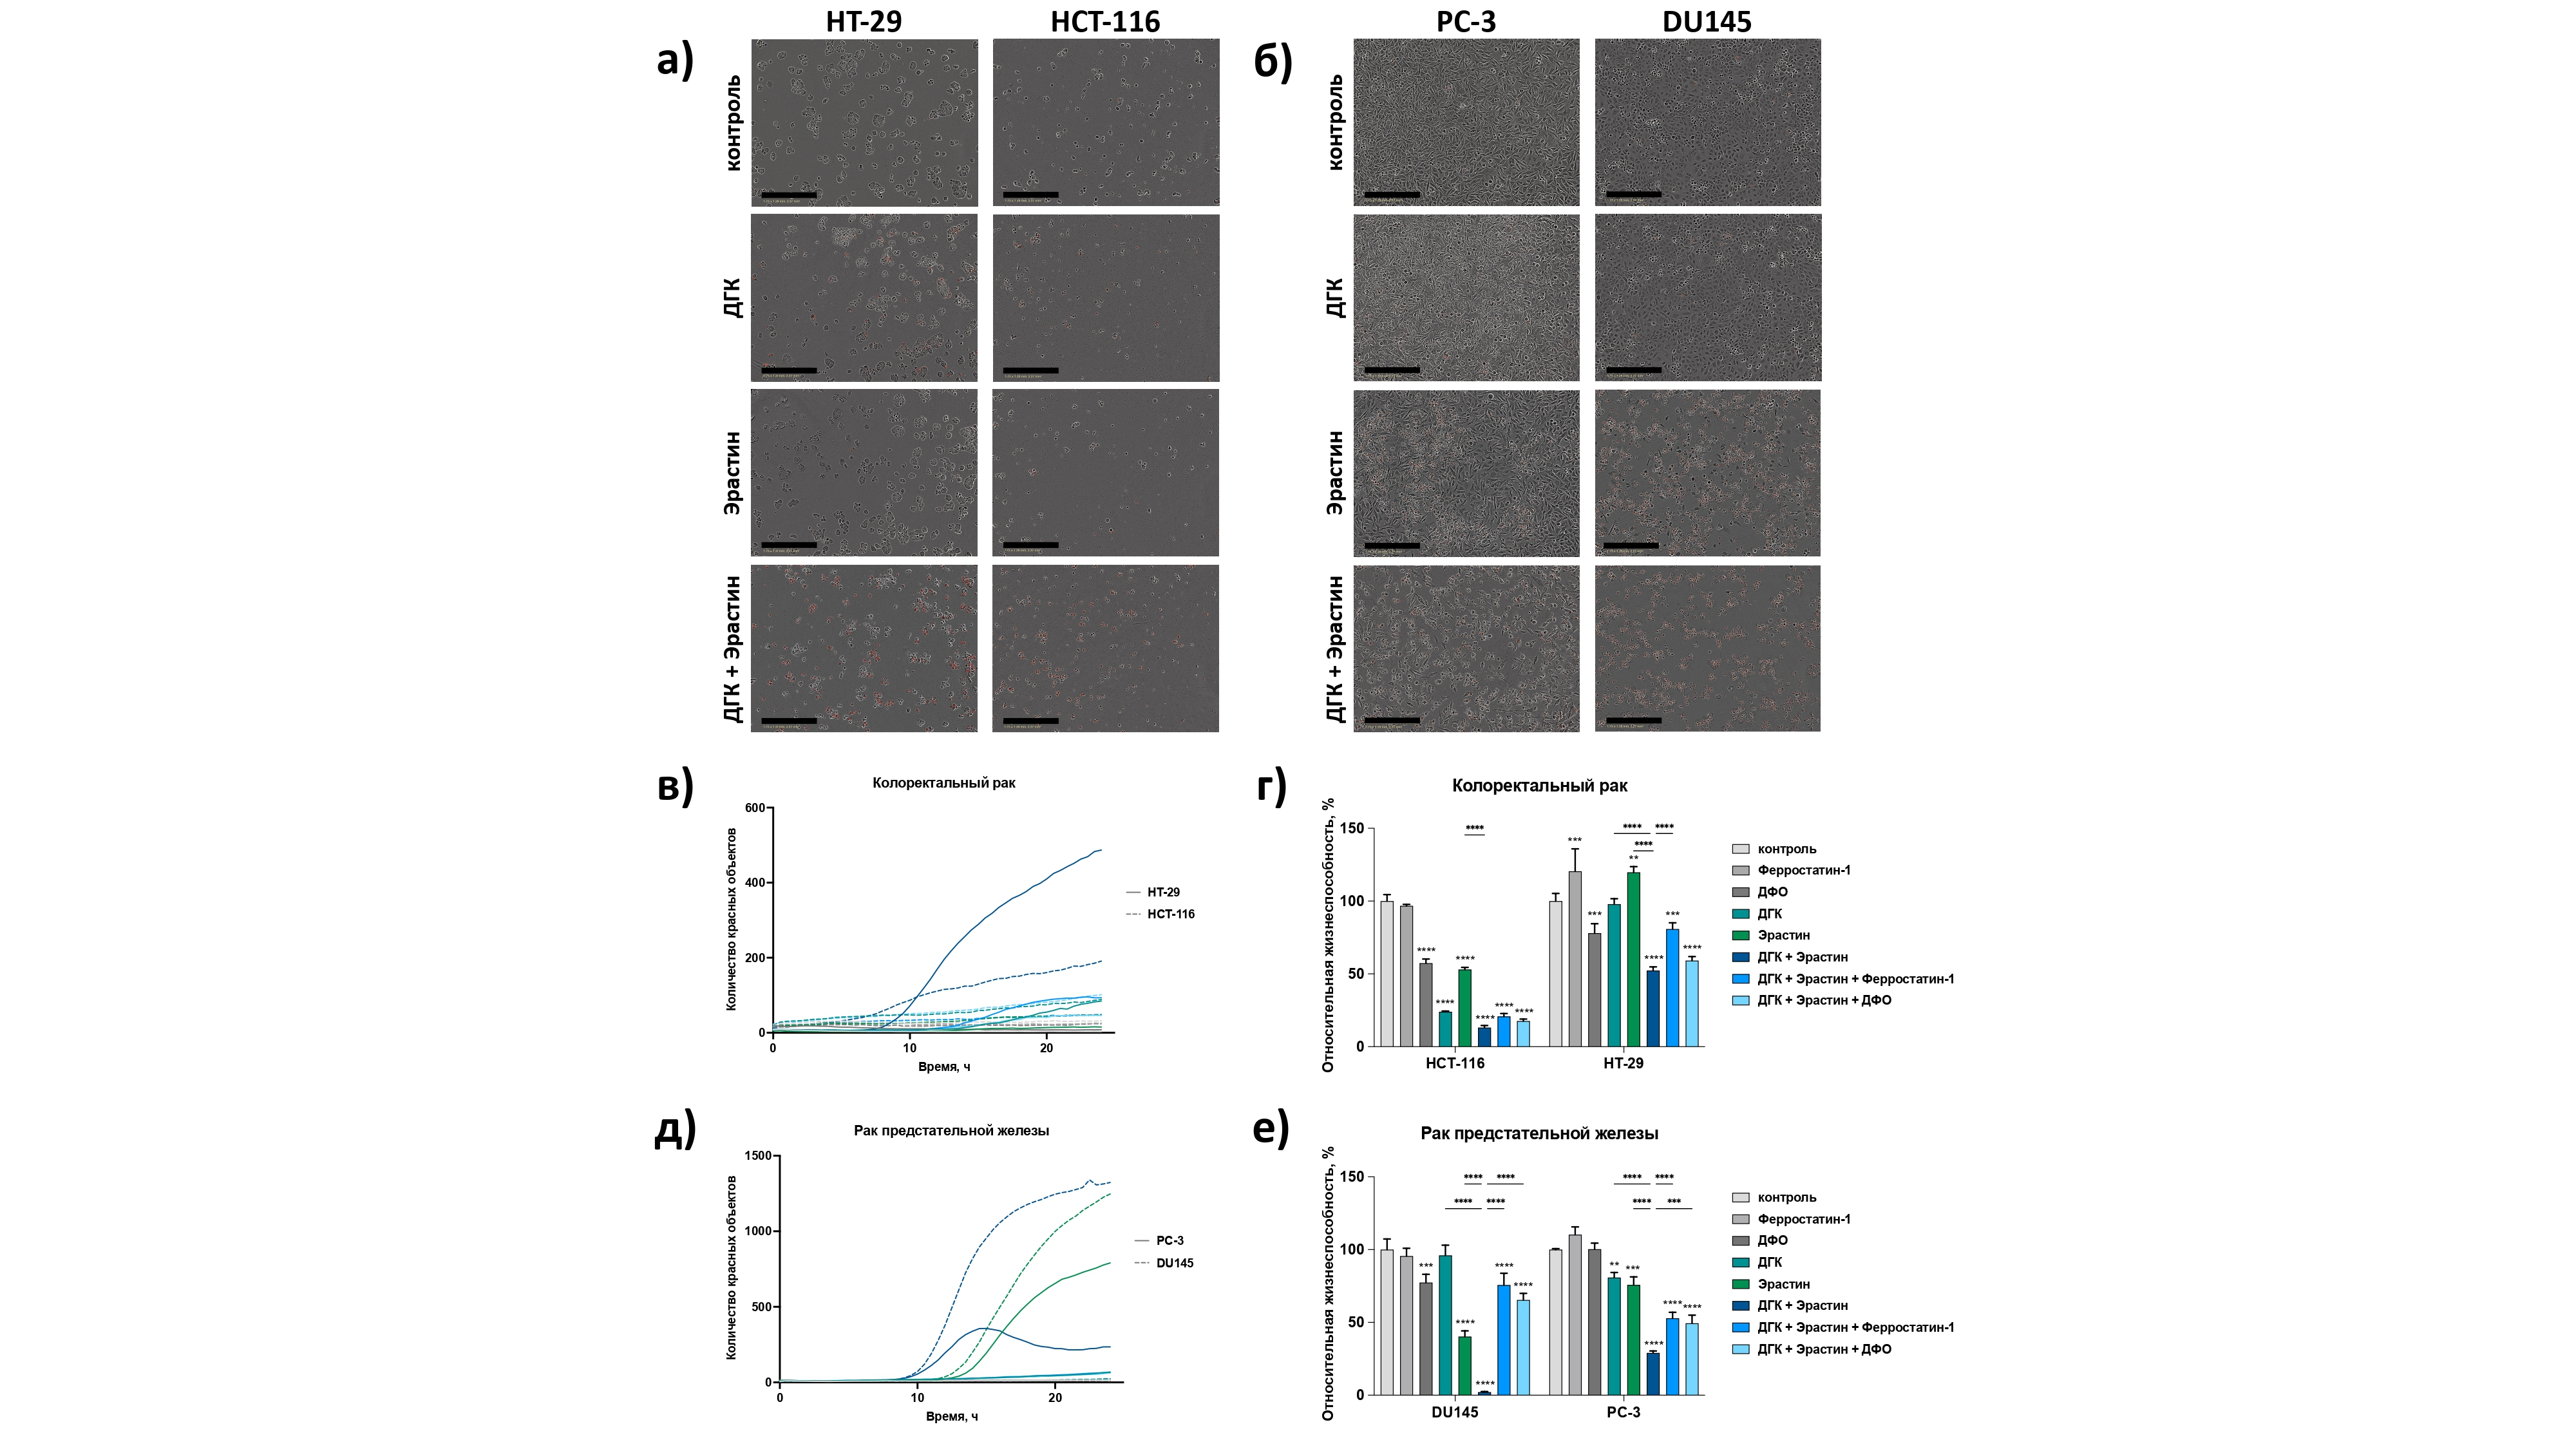 HT-29
HCT-116
PC-3
DU145
а)
б)
контроль
ДГК
Эрастин
ДГК + Эрастин
контроль
ДГК
Эрастин
ДГК + Эрастин
в)
Колоректальный рак
Количество красных объектов
600
400
200
0
0
10
20
Время, ч
HT-29
HCT-116
г)
Колоректальный рак
Относительная жизнеспособность, %
150
100
50
0
****
****
****
****
****
****
****
***
***
**
****
****
****
****
***
****
HCT-116
HT-29
контроль
Ферростатин-1
ДФО
ДГК
Эрастин
ДГК + Эрастин
ДГК + Эрастин + Ферростатин-1
ДГК + Эрастин + ДФО
д)
Рак предстательной железы
Количество красных объектов
1500
1000
500
0
0
10
20
Время, ч
PC-3
DU145
е)
Рак предстательной железы
Относительная жизнеспособность, %
150
100
50
0
****
****
****
****
***
****
****
****
****
****
****
****
***
**
***
****
****
****
DU145
PC-3
контроль
Ферростатин-1
ДФО
ДГК
Эрастин
ДГК + Эрастин
ДГК + Эрастин + Ферростатин-1
ДГК + Эрастин + ДФО